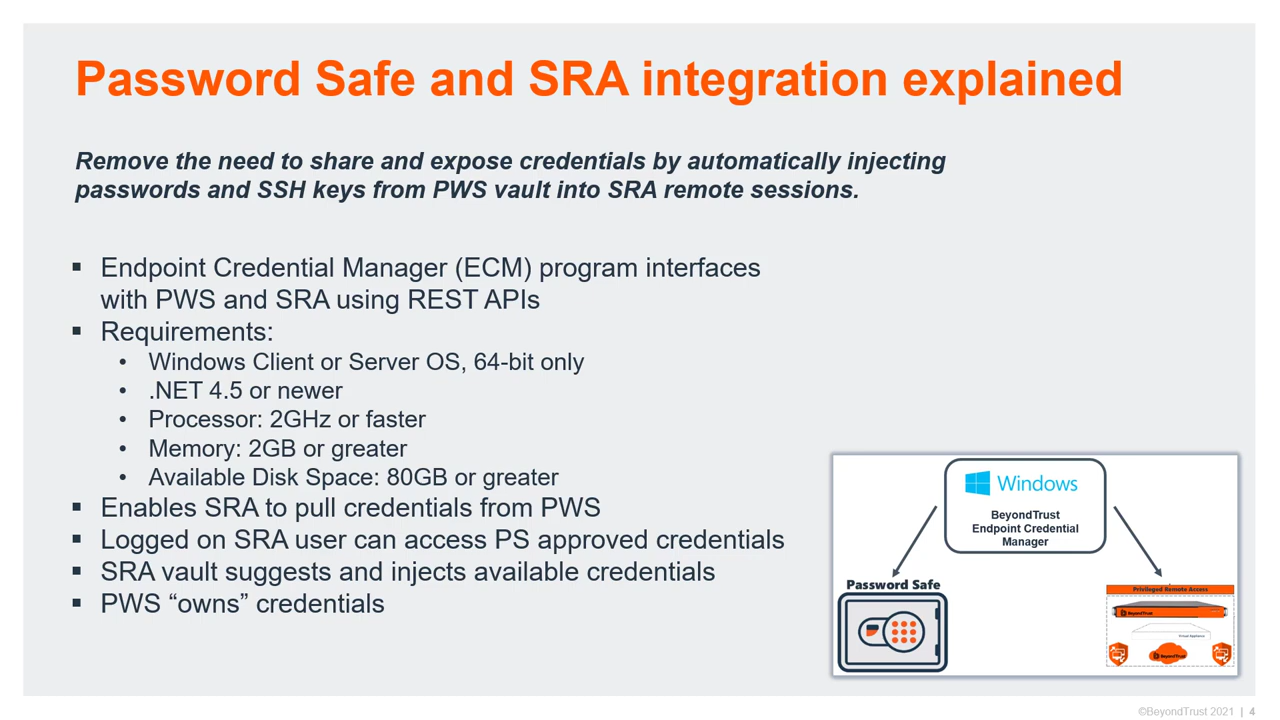 Password Safe and SRA integration explained
Remove the need to share and expose credentials by automatically injecting
passwords and SSH keys from PWS vault into SRA remote sessions.
▪ Endpoint Credential Manager (ECM) program interfaces
with PWS and SRA using REST APIs
▪ Requirements:
• Windows Client or Server OS, 64-bit only
• .NET 4.5 or newer
• Processor: 2GHz or faster
• Memory: 2GB or greater
• Available Disk Space: 80GB or greater
▪ Enables SRA to pull credentials from PWS
▪ Logged on SRA user can access PS approved credentials
▪ SRA vault suggests and injects available credentials
▪ PWS “owns” credentials
Windows
BeyondTrust
Endpoint Credential
Manager
Password Safe
Privileged Remote Access
BeyondTrust
Virtual Appliance
BeyondTrust
©BeyondTrust 2021 | 4